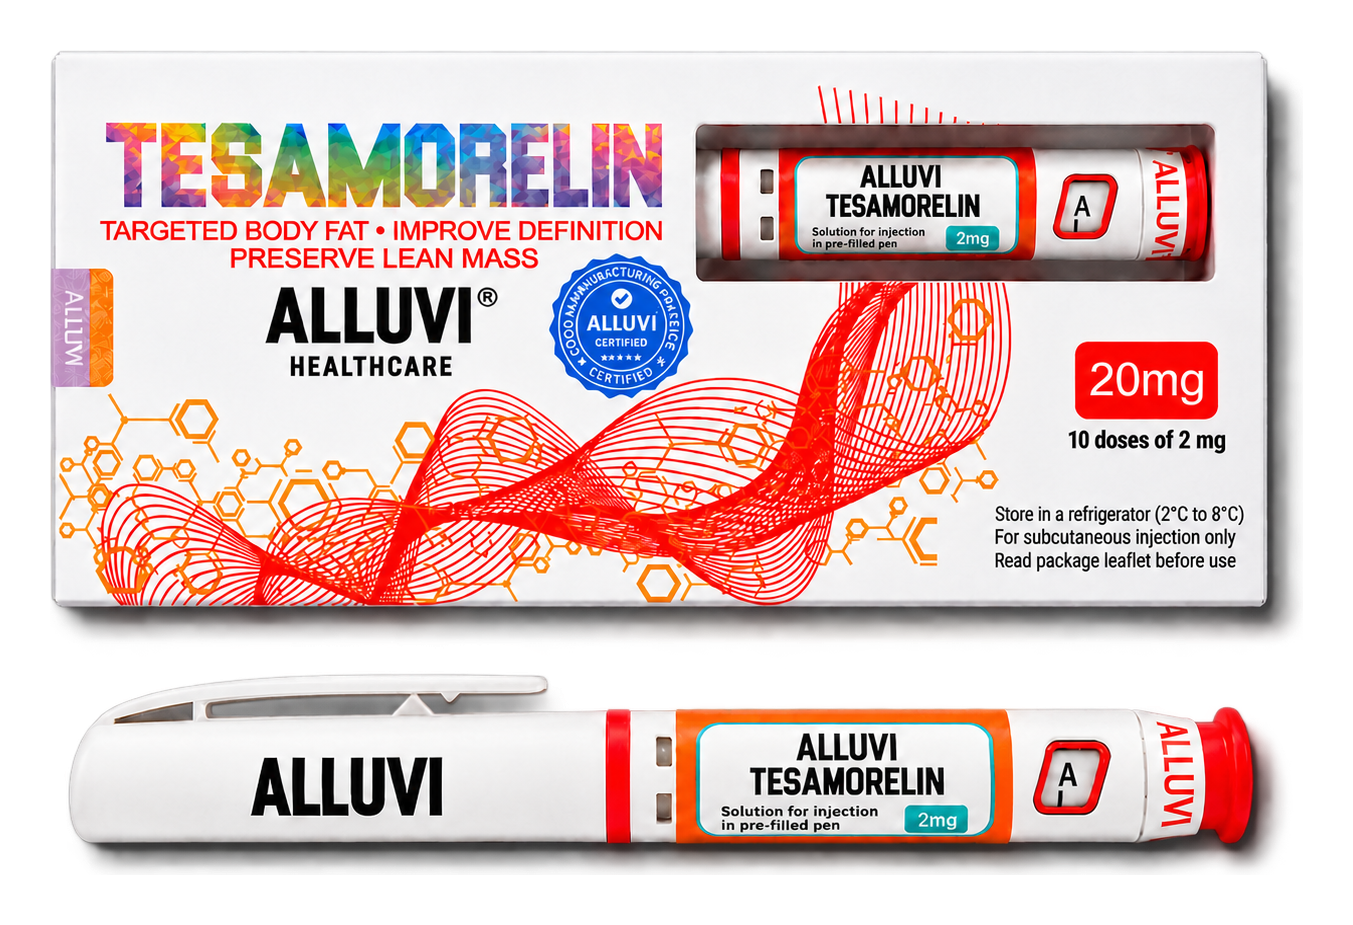 TESAMORELIN
TARGETED BODY FAT • IMPROVE DEFINITION
PRESERVE LEAN MASS
ALLUVI®
HEALTHCARE
ALLUVI
CERTIFIED
CERTIFIED
ALLUVI
ALLUVI
TESAMORELIN
Solution for injection
in pre-filled pen
2mg
A
ALLUVI
20mg
10 doses of 2 mg
Store in a refrigerator (2°C to 8°C)
For subcutaneous injection only
Read package leaflet before use
ALLUVI
ALLUVI
TESAMORELIN
Solution for injection
in pre-filled pen
2mg
A
ALLUVI